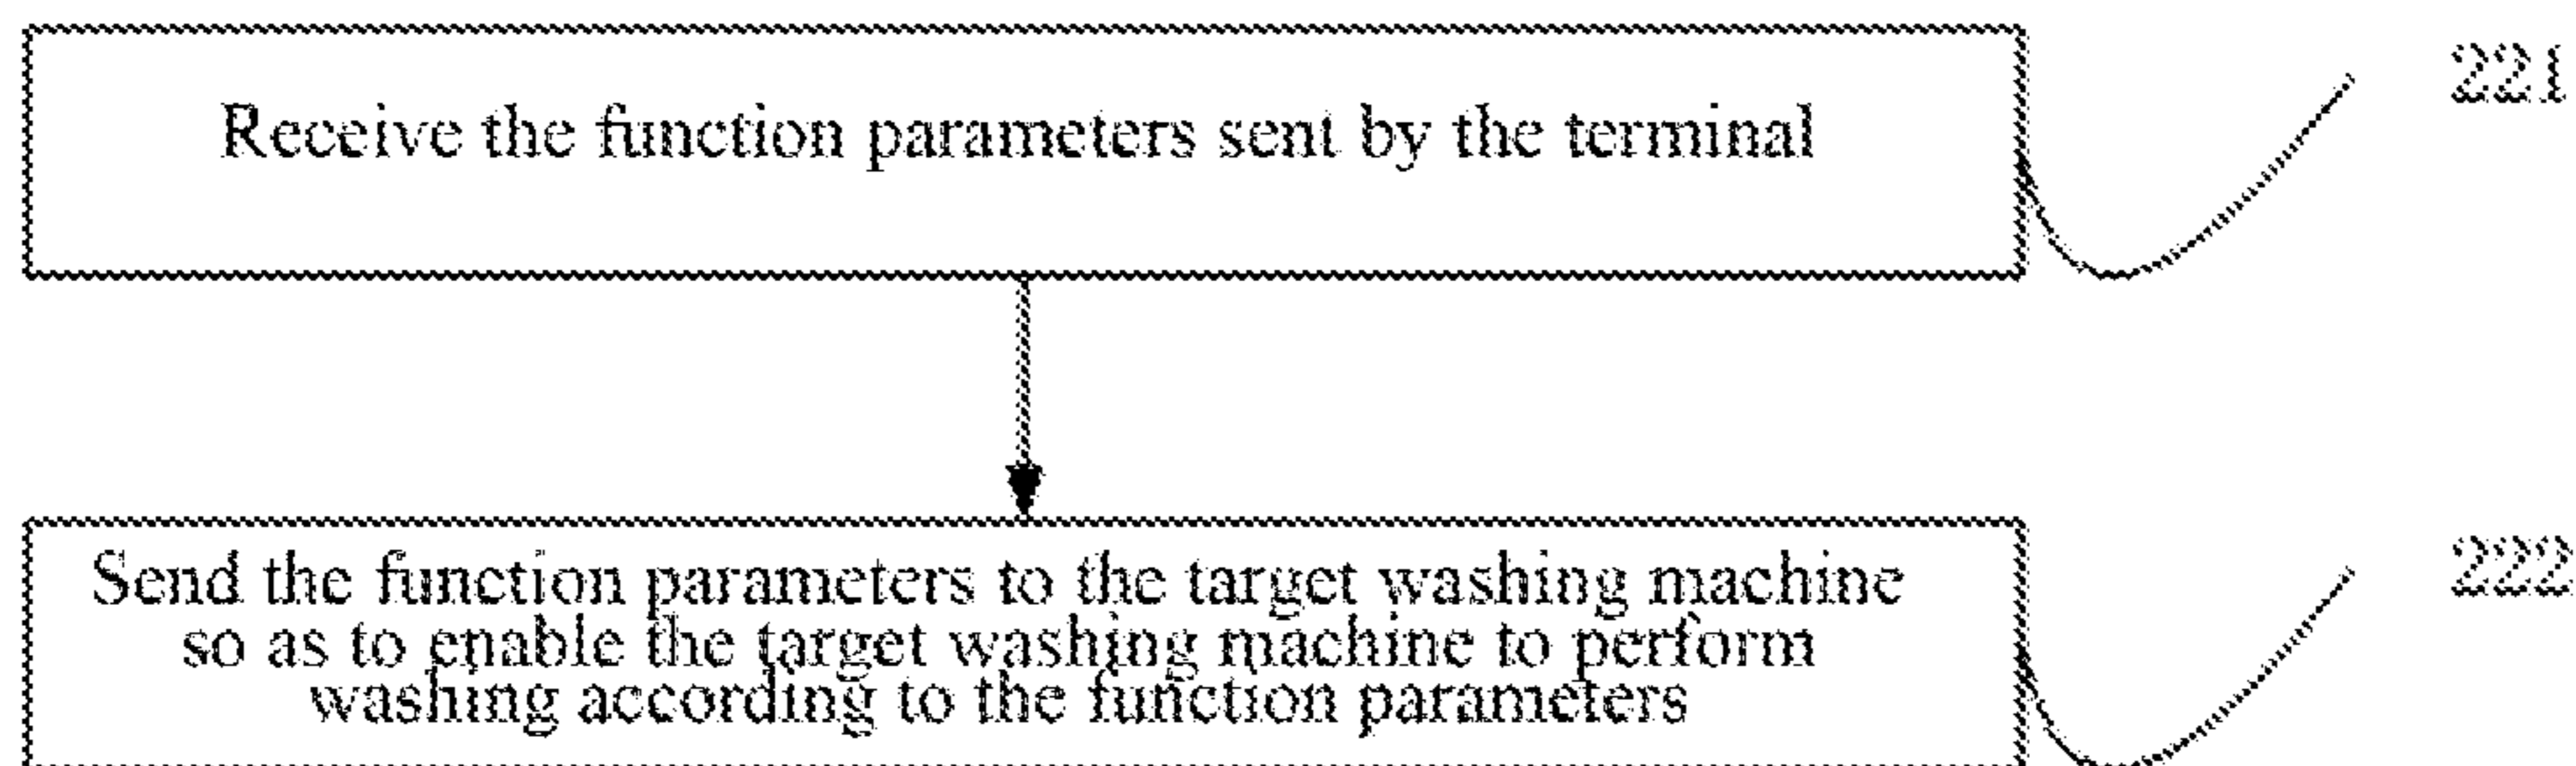 Receive the function parameters sent by the terminal
221
Send the function parameters to the target washing machine
so as to enable the target washing machine to perform
washing according to the function parameters
222